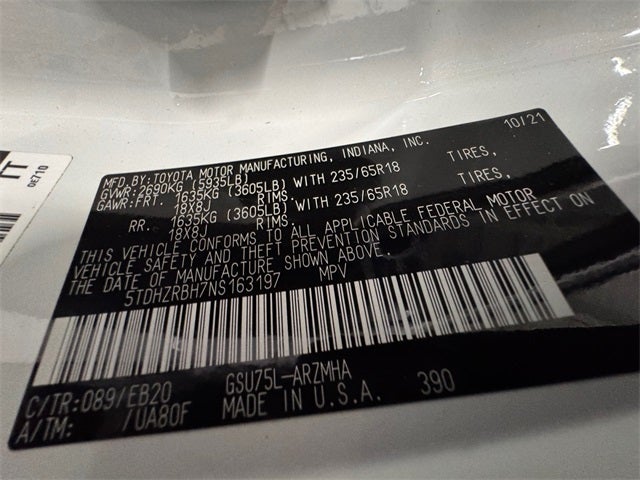 TT
0E710
MFD.BY:TOYOTA MOTOR MANUFACTURING, INDIANA, INC. 10/21
GVWR:2690KG (5935LB)
GAWR:FRT. 1635KG (3605LB) WITH 235/65R18 TIRES,
18X8J RIMS.
RR. 1635KG (3605LB) WITH 235/65R18 TIRES,
18X8J RIMS.
THIS VEHICLE CONFORMS TO ALL APPLICABLE FEDERAL MOTOR
VEHICLE SAFETY AND THEFT PREVENTION STANDARDS IN EFFECT ON
THE DATE OF MANUFACTURE SHOWN ABOVE.
5TDHZRBH7NS163197 MPV
C/TR:089/EB20 GSU75L-ARZMHA
A/TM: /UA80F MADE IN U.S.A. 390